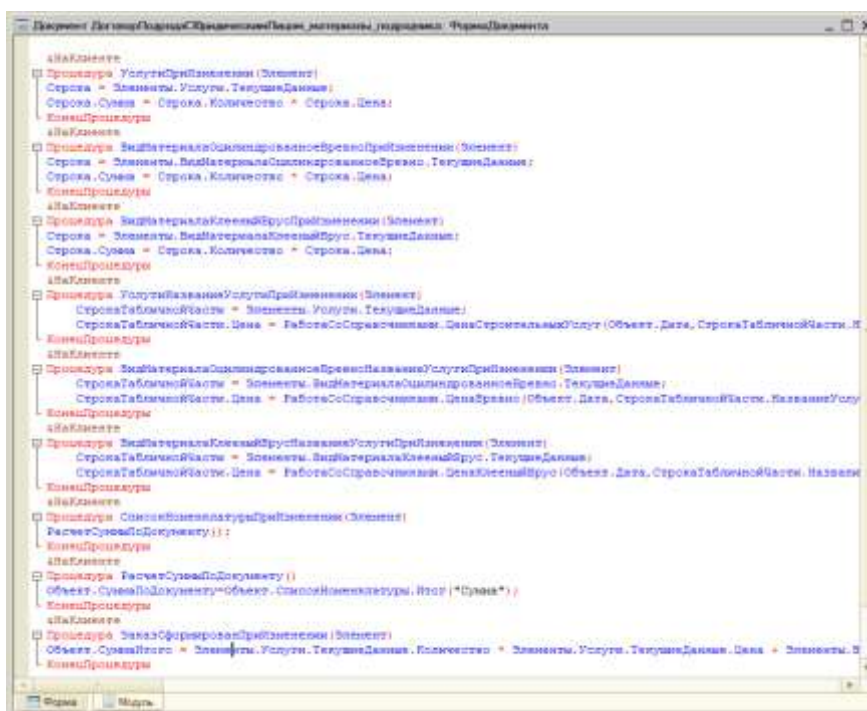 Документ ДоговорПодрядаСЮридическимЛицом_материалы_подрядчика: ФормаДокумента
&НаКлиенте
Процедура УслугиПриИзменении(Элемент)
Строка = Элементы.Услуги.ТекущиеДанные;
Строка.Сумма = Строка.Количество * Строка.Цена;
КонецПроцедуры
&НаКлиенте
Процедура ВидМатериалаОцилиндрованноеБревноПриИзменении(Элемент)
Строка = Элементы.ВидМатериалаОцилиндрованноеБревно.ТекущиеДанные;
Строка.Сумма = Строка.Количество * Строка.Цена;
КонецПроцедуры
&НаКлиенте
Процедура ВидМатериалаКлееныйБрусПриИзменении(Элемент)
Строка = Элементы.ВидМатериалаКлееныйБрус.ТекущиеДанные;
Строка.Сумма = Строка.Количество * Строка.Цена;
КонецПроцедуры
&НаКлиенте
Процедура УслугиНазваниеУслугиПриИзменении(Элемент)
СтрокаТабличнойЧасти = Элементы.Услуги.ТекущиеДанные;
СтрокаТабличнойЧасти.Цена = РаботаСоСправочниками.ЦенаСтроительныхУслуг(Объект.Дата,СтрокаТабличнойЧасти.Н
КонецПроцедуры
&НаКлиенте
Процедура ВидМатериалаОцилиндрованноеБревноНазваниеУслугиПриИзменении(Элемент)
СтрокаТабличнойЧасти = Элементы.ВидМатериалаОцилиндрованноеБревно.ТекущиеДанные;
СтрокаТабличнойЧасти.Цена = РаботаСоСправочниками.ЦенаБревно(Объект.Дата,СтрокаТабличнойЧасти.НазваниеУслу
КонецПроцедуры
&НаКлиенте
Процедура ВидМатериалаКлееныйБрусНазваниеУслугиПриИзменении(Элемент)
СтрокаТабличнойЧасти = Элементы.ВидМатериалаКлееныйБрус.ТекущиеДанные;
СтрокаТабличнойЧасти.Цена = РаботаСоСправочниками.ЦенаКлееныйБрус(Объект.Дата,СтрокаТабличнойЧасти.Названи
КонецПроцедуры
&НаКлиенте
Процедура СписокНоменклатурыПриИзменении(Элемент)
РасчетСуммыПоДокументу();
КонецПроцедуры
&НаКлиенте
Процедура РасчетСуммыПоДокументу()
Объект.СуммаПоДокументу=Объект.СписокНоменклатуры.Итог("Сумма");
КонецПроцедуры
&НаКлиенте
Процедура ЗаказСформированПриИзменении(Элемент)
Объект.СуммаИтого = Элементы.Услуги.ТекущиеДанные.Количество * Элементы.Услуги.ТекущиеДанные.Цена + Элементы.В
КонецПроцедуры
Форма Модуль